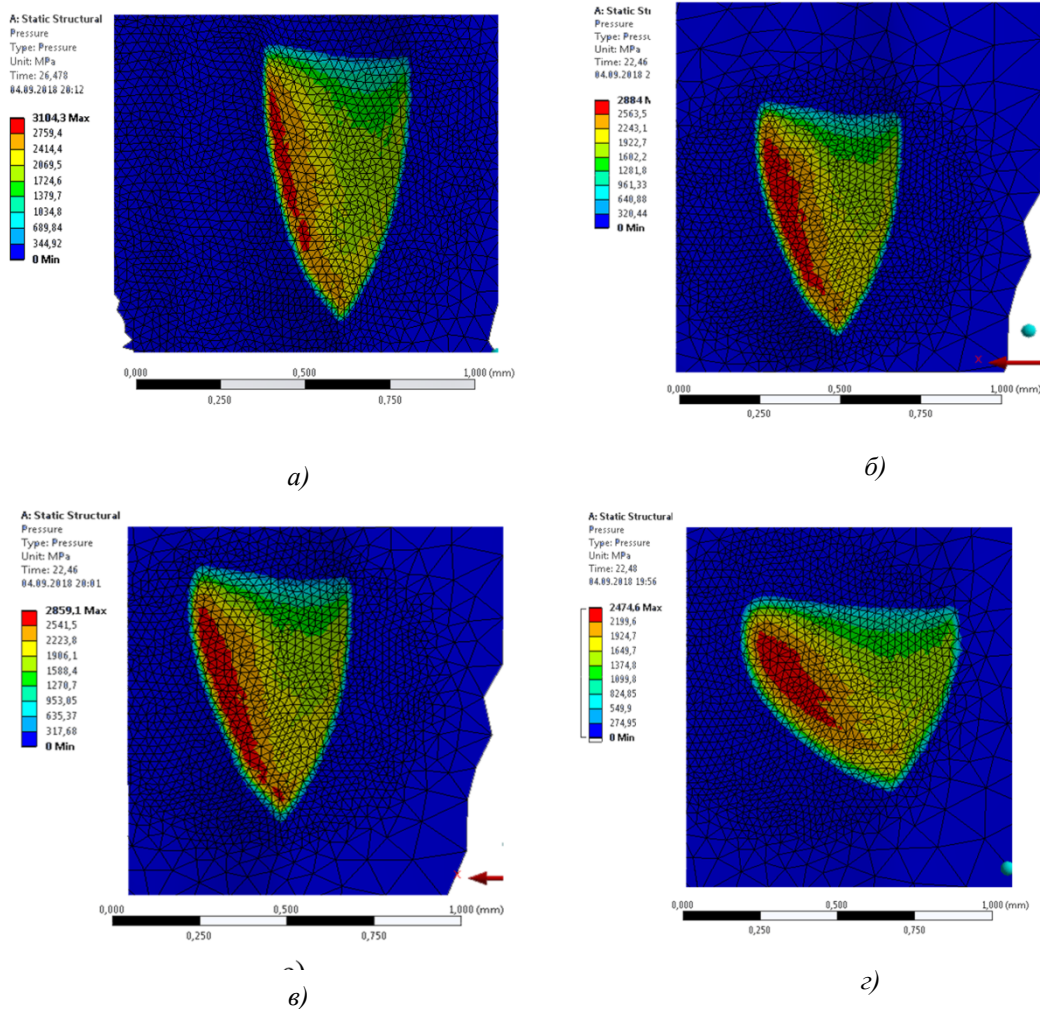 A: Static Structural
Pressure
Type: Pressure
Unit: MPa
Time: 26,478
04.09.2018 20:12
3104,3 Max
2759,4
2414,4
2069,5
1724,6
1379,7
1034,8
689,84
344,92
0 Min
0,000 0,500 1,000 (mm)
0,250 0,750
а)
A: Static Stru
Pressure
Type: Pressu
Unit: MPa
Time: 22,46
04.09.2018 2
2884 M
2563,5
2243,1
1922,7
1602,2
1281,8
961,33
640,88
320,44
0 Min
X
0,000 0,500 1,000 (mm)
0,250 0,750
б)
A: Static Structural
Pressure
Type: Pressure
Unit: MPa
Time: 22,46
04.09.2018 20:01
2859,1 Max
2541,5
2223,8
1906,1
1588,4
1270,7
953,05
635,37
317,68
0 Min
X
0,000 0,500 1,000 (mm)
0,250 0,750
в)
A: Static Structural
Pressure
Type: Pressure
Unit: MPa
Time: 22,48
04.09.2018 19:56
2474,6 Max
2199,6
1924,7
1649,7
1374,8
1099,8
824,85
549,9
274,95
0 Min
0,000 0,500 1,000 (mm)
0,250 0,750
г)